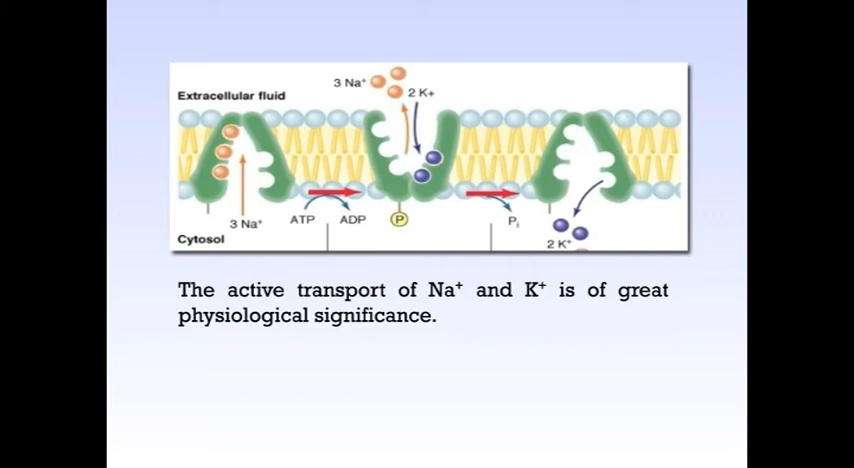 3 Na⁺
2 K+
Extracellular fluid
3 Na⁺
ATP
ADP
P
Pᵢ
Cytosol
2 K⁺
The active transport of Na⁺ and K⁺ is of great
physiological significance.